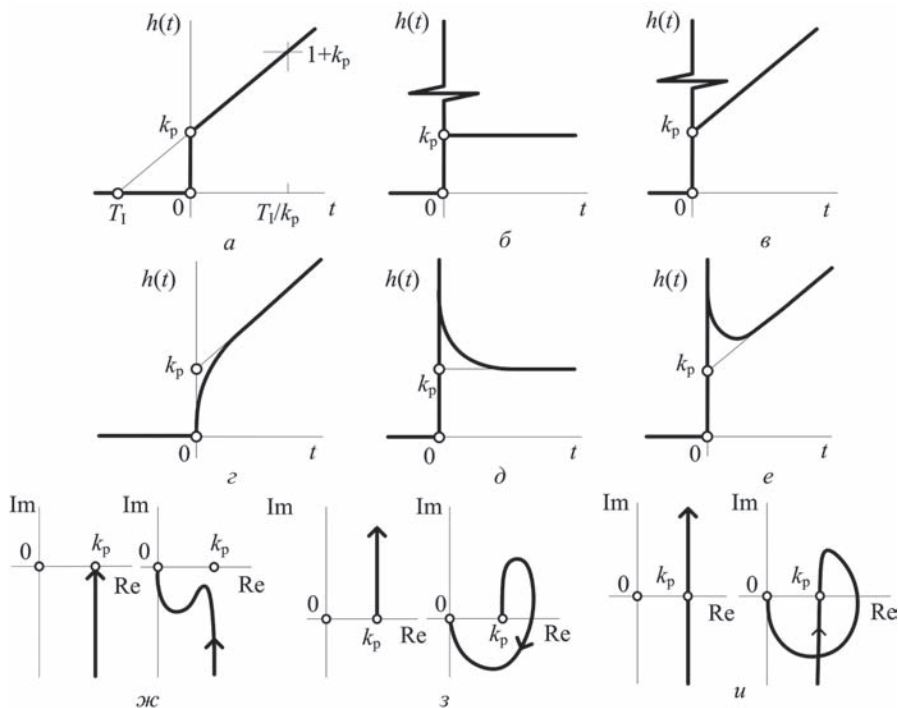 h(t) h(t) h(t)
1+kp
kp kp kp
TI 0 TI/kp t 0 t 0 t
а б в
h(t) h(t) h(t)
kp kp kp
0 t 0 t 0 t
г д е
Im Im Im Im Im Im
0 kp 0 kp 0 kp 0 kp
Re Re
0 kp Re 0 kp Re Re Re
ж з и